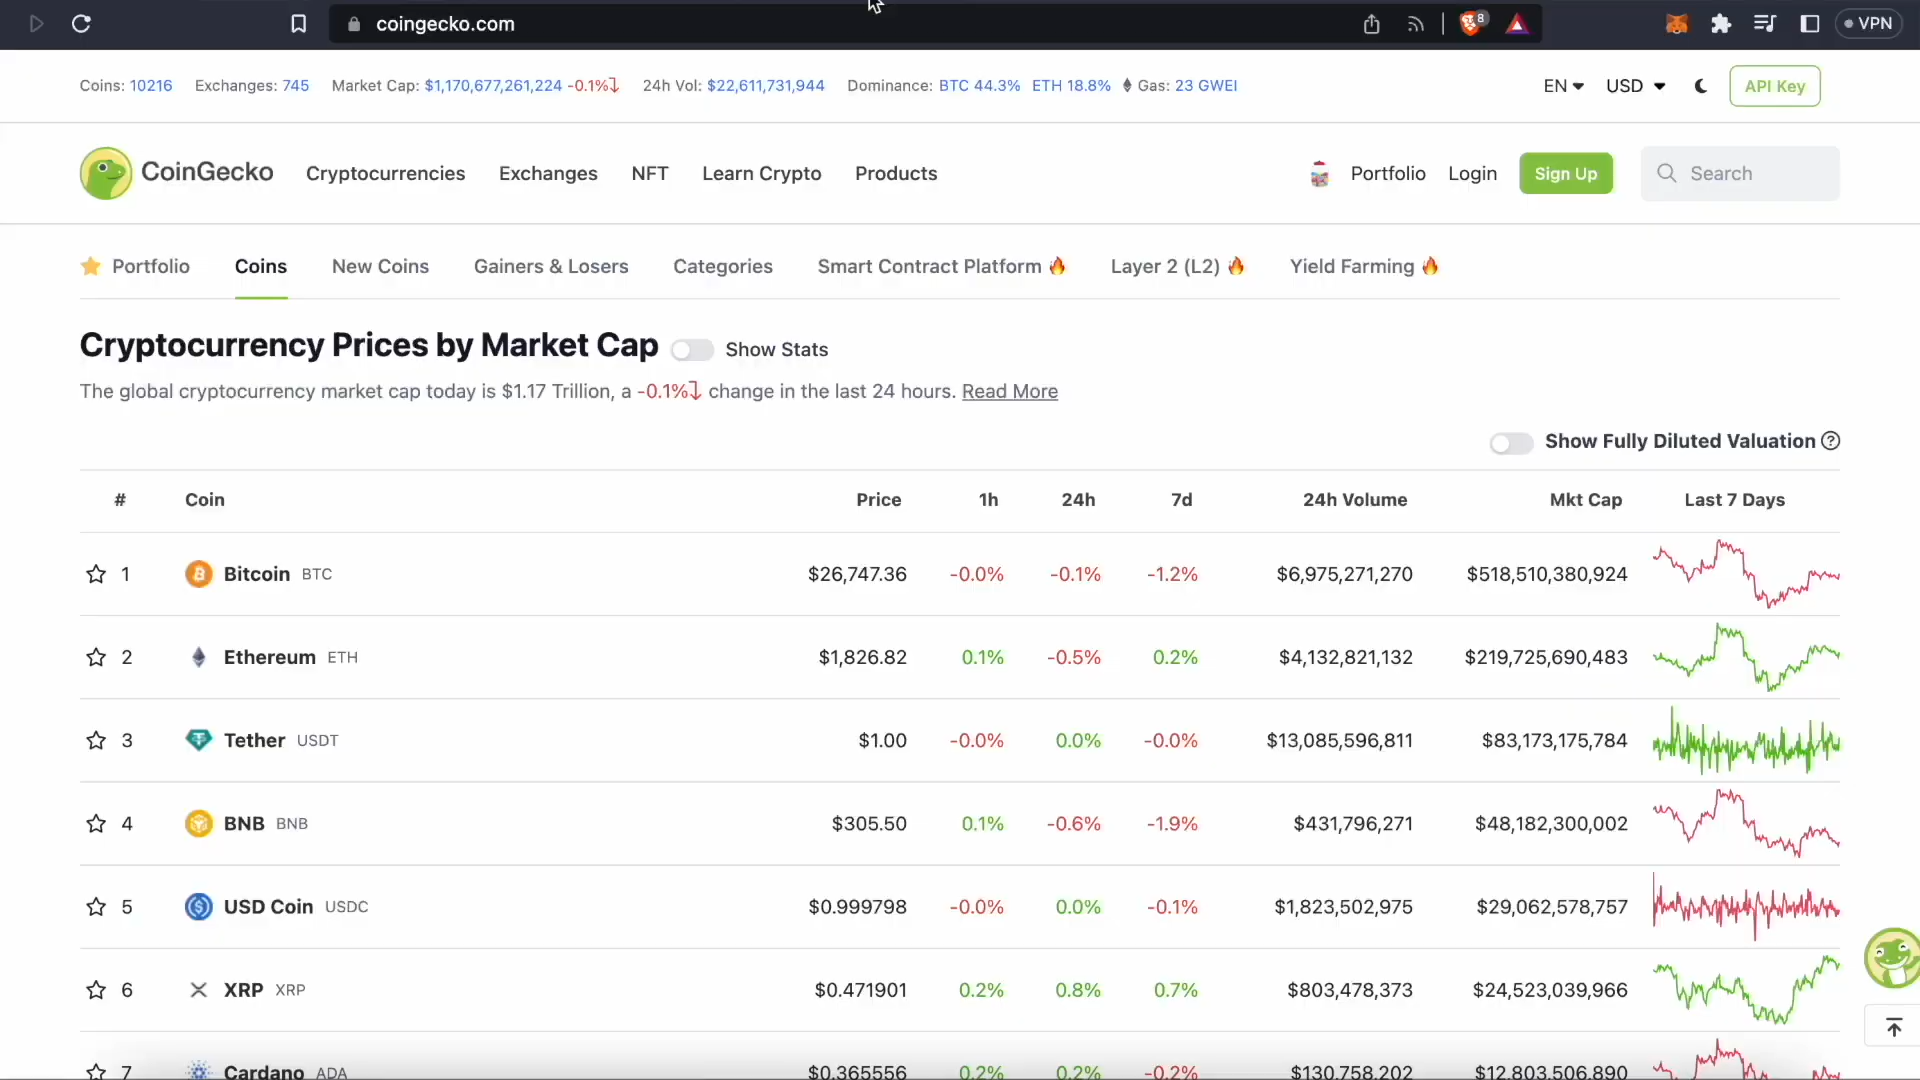 coingecko.com
8
VPN
Coins: 10216 Exchanges: 745 Market Cap: $1,170,677,261,224 -0.1% 24h Vol: $22,611,731,944 Dominance: BTC 44.3% ETH 18.8% Gas: 23 GWEI
EN USD API Key
CoinGecko Cryptocurrencies Exchanges NFT Learn Crypto Products Portfolio Login Sign Up Search
Portfolio Coins New Coins Gainers & Losers Categories Smart Contract Platform Layer 2 (L2) Yield Farming
Cryptocurrency Prices by Market Cap Show Stats
The global cryptocurrency market cap today is $1.17 Trillion, a -0.1% change in the last 24 hours. Read More
Show Fully Diluted Valuation ?
# Coin Price 1h 24h 7d 24h Volume Mkt Cap Last 7 Days
1 Bitcoin BTC $26,747.36 -0.0% -0.1% -1.2% $6,975,271,270 $518,510,380,924
2 Ethereum ETH $1,826.82 0.1% -0.5% 0.2% $4,132,821,132 $219,725,690,483
3 Tether USDT $1.00 -0.0% 0.0% -0.0% $13,085,596,811 $83,173,175,784
4 BNB BNB $305.50 0.1% -0.6% -1.9% $431,796,271 $48,182,300,002
5 USD Coin USDC $0.999798 -0.0% 0.0% -0.1% $1,823,502,975 $29,062,578,757
6 XRP XRP $0.471901 0.2% 0.8% 0.7% $803,478,373 $24,523,039,966
7 Cardano ADA $0.365556 0.2% 0.2% -0.2% $130,758,202 $12,803,506,890